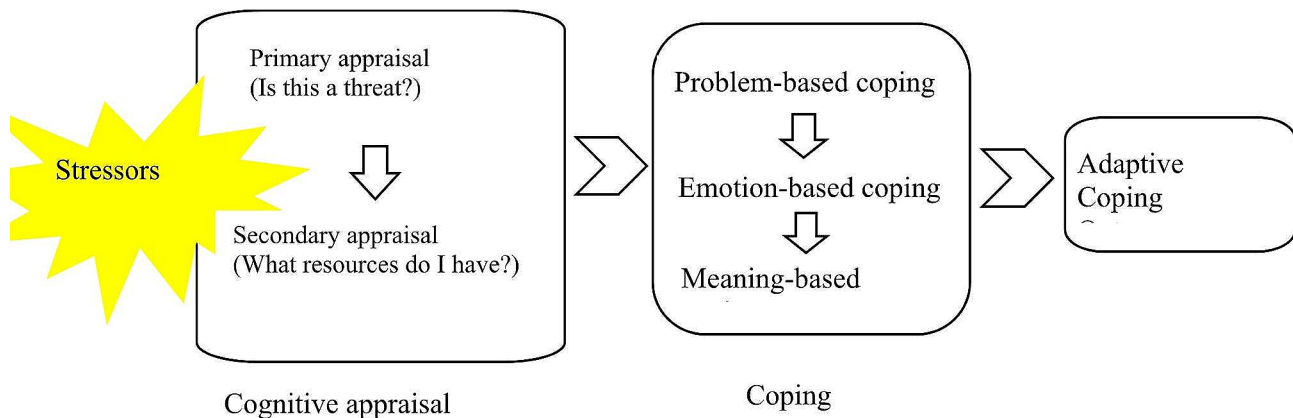 Stressors
Primary appraisal
(Is this a threat?)
Secondary appraisal
(What resources do I have?)
Cognitive appraisal
Problem-based coping
Emotion-based coping
Meaning-based
Coping
Adaptive
Coping